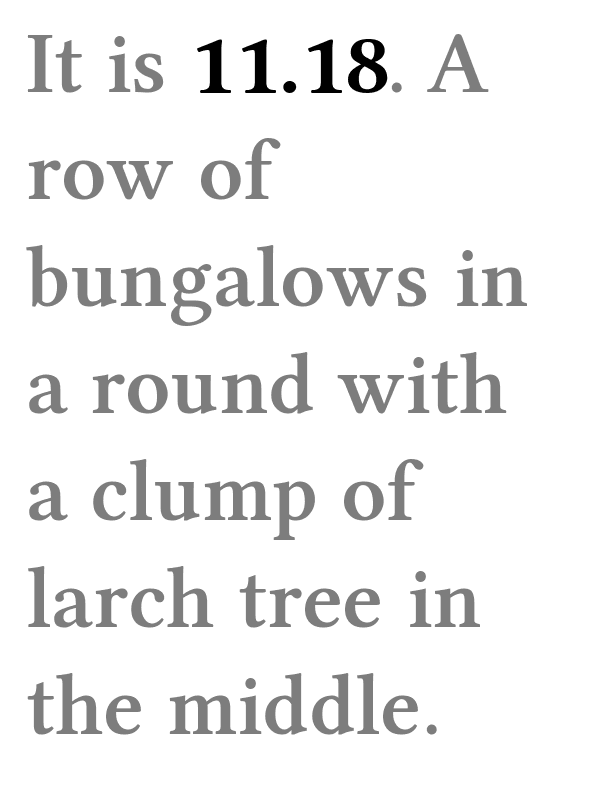 It is 11.18. A
row of
bungalows in
a round with
a clump of
larch tree in
the middle.